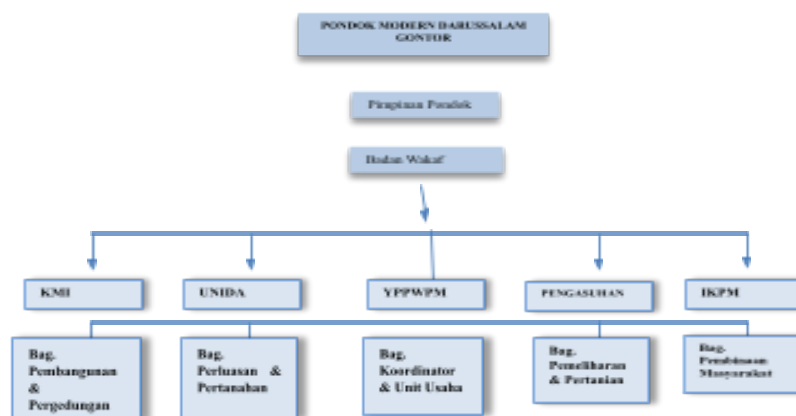 PONDOK MODERN DARUSSALAM
GONTOR
Pimpinan Pondok
Badan Wakaf
KMI
UNIDA
YPPWPM
PENGASUHAN
IKPM
Bag.
Pembangunan
&
Pergedungan
Bag.
Perluasan &
Pertanahan
Bag.
Koordinator
& Unit Usaha
Bag.
Pemeliharan
& Pertanian
Bag.
Pembinaan
Masyarakat